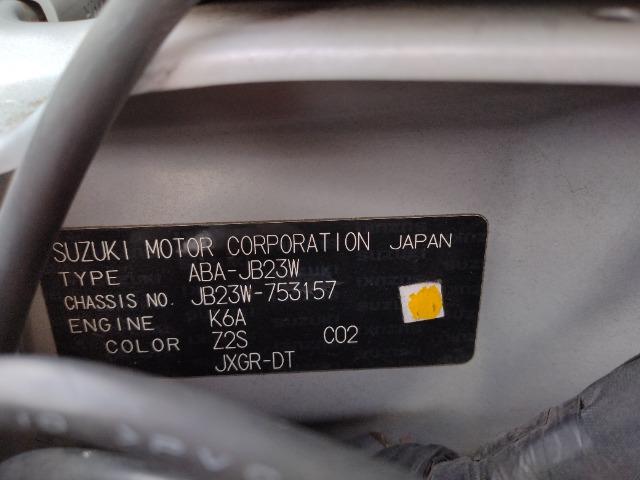 SUZUKI MOTOR CORPORATION JAPAN
TYPE ABA-JB23W
CHASSIS NO. JB23W-753157
ENGINE K6A
COLOR Z2S C02
JXGR-DT